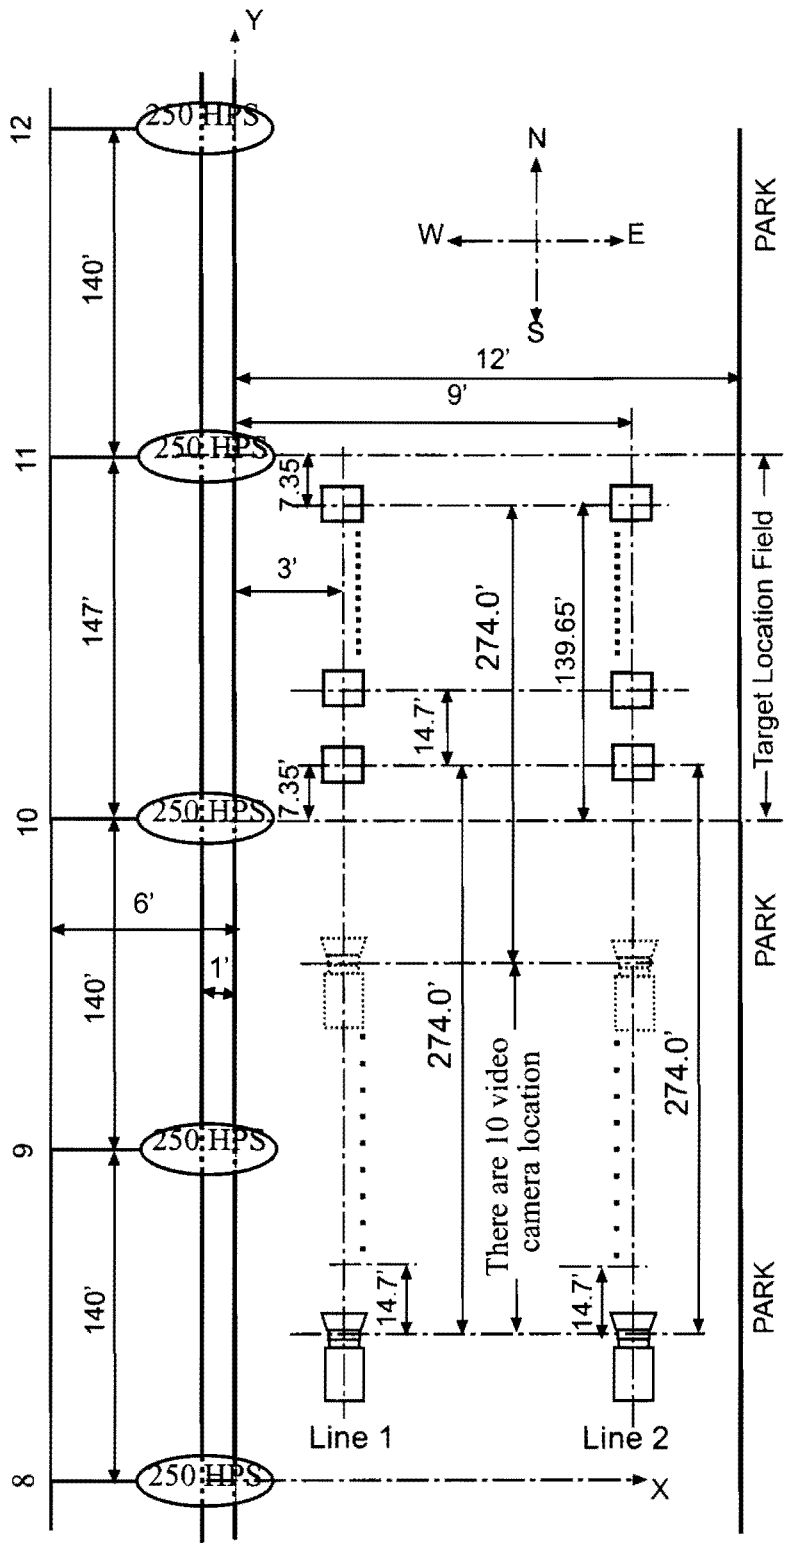 Y
12
250 HPS
N
PARK
W
E
140'
S
12'
9'
11
250 HPS
7.35
3'
147'
274.0'
139.65'
Target Location Field
14.7'
7.35'
10
250 HPS
6'
PARK
1'
140'
274.0'
There are 10 video
camera location
274.0'
9
250 HPS
140'
14.7'
14.7'
PARK
Line 1
Line 2
8
250 HPS
X